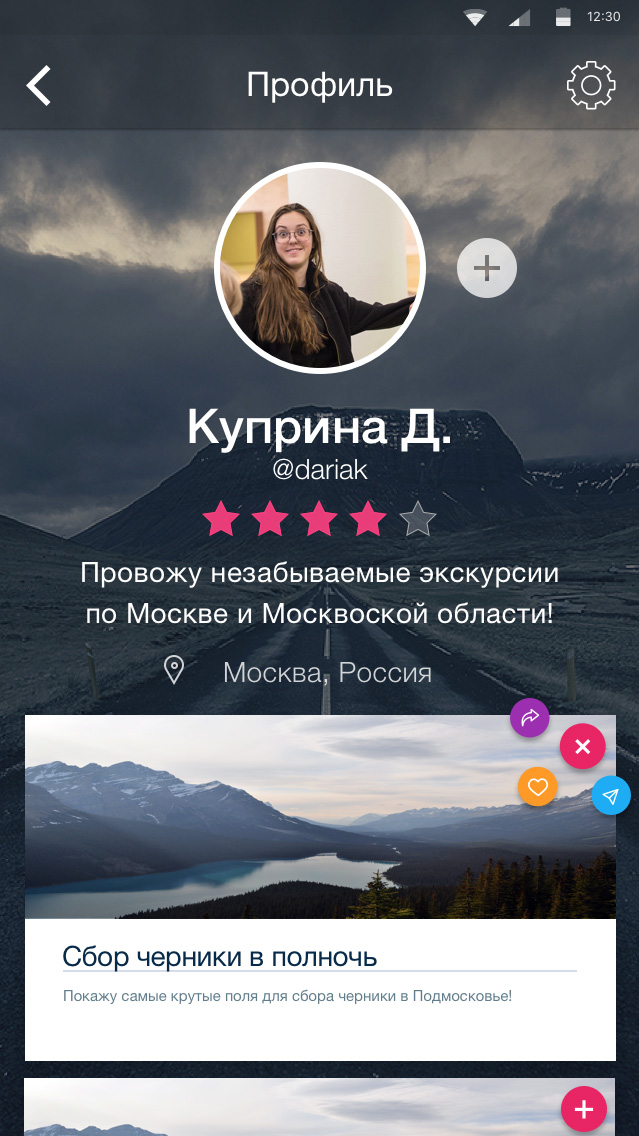 12:30
Профиль
Куприна Д.
@dariak
Провожу незабываемые экскурсии
по Москве и Москвоской области!
Москва, Россия
Сбор черники в полночь
Покажу самые крутые поля для сбора черники в Подмосковье!